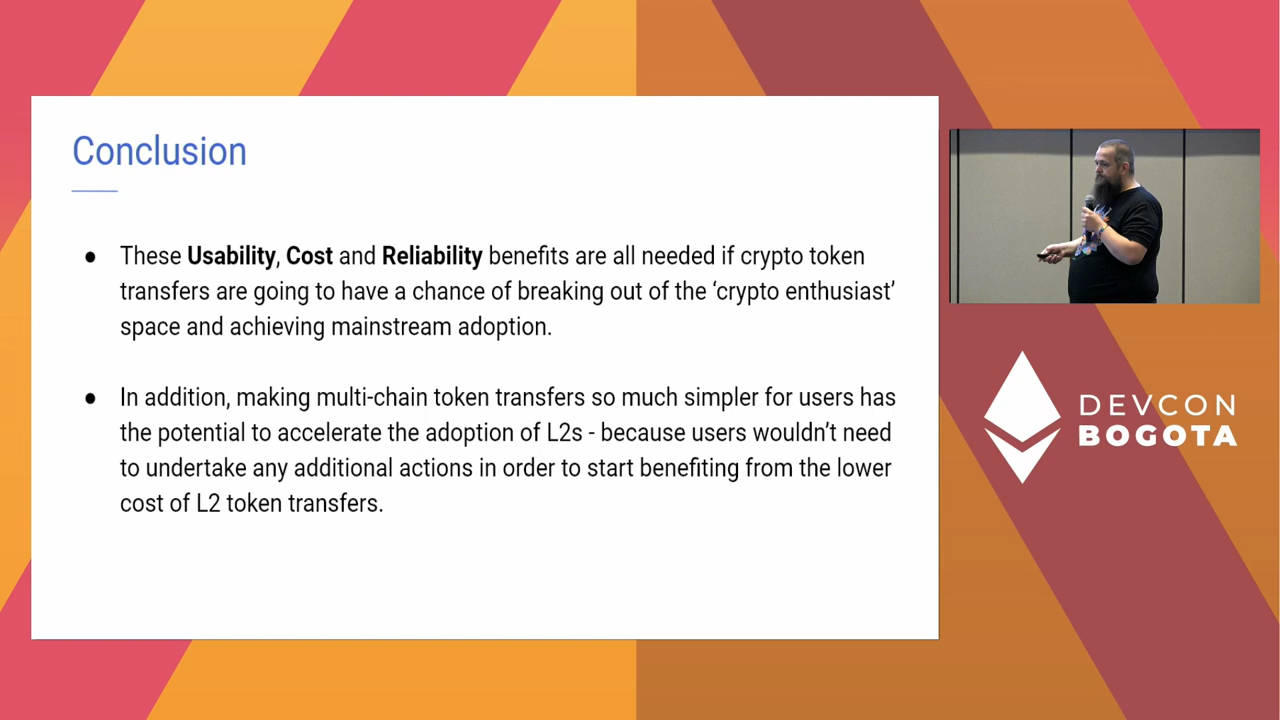 Conclusion
● These Usability, Cost and Reliability benefits are all needed if crypto token
transfers are going to have a chance of breaking out of the ‘crypto enthusiast’
space and achieving mainstream adoption.
● In addition, making multi-chain token transfers so much simpler for users has
the potential to accelerate the adoption of L2s - because users wouldn’t need
to undertake any additional actions in order to start benefiting from the lower
cost of L2 token transfers.
DEVCON
BOGOTA